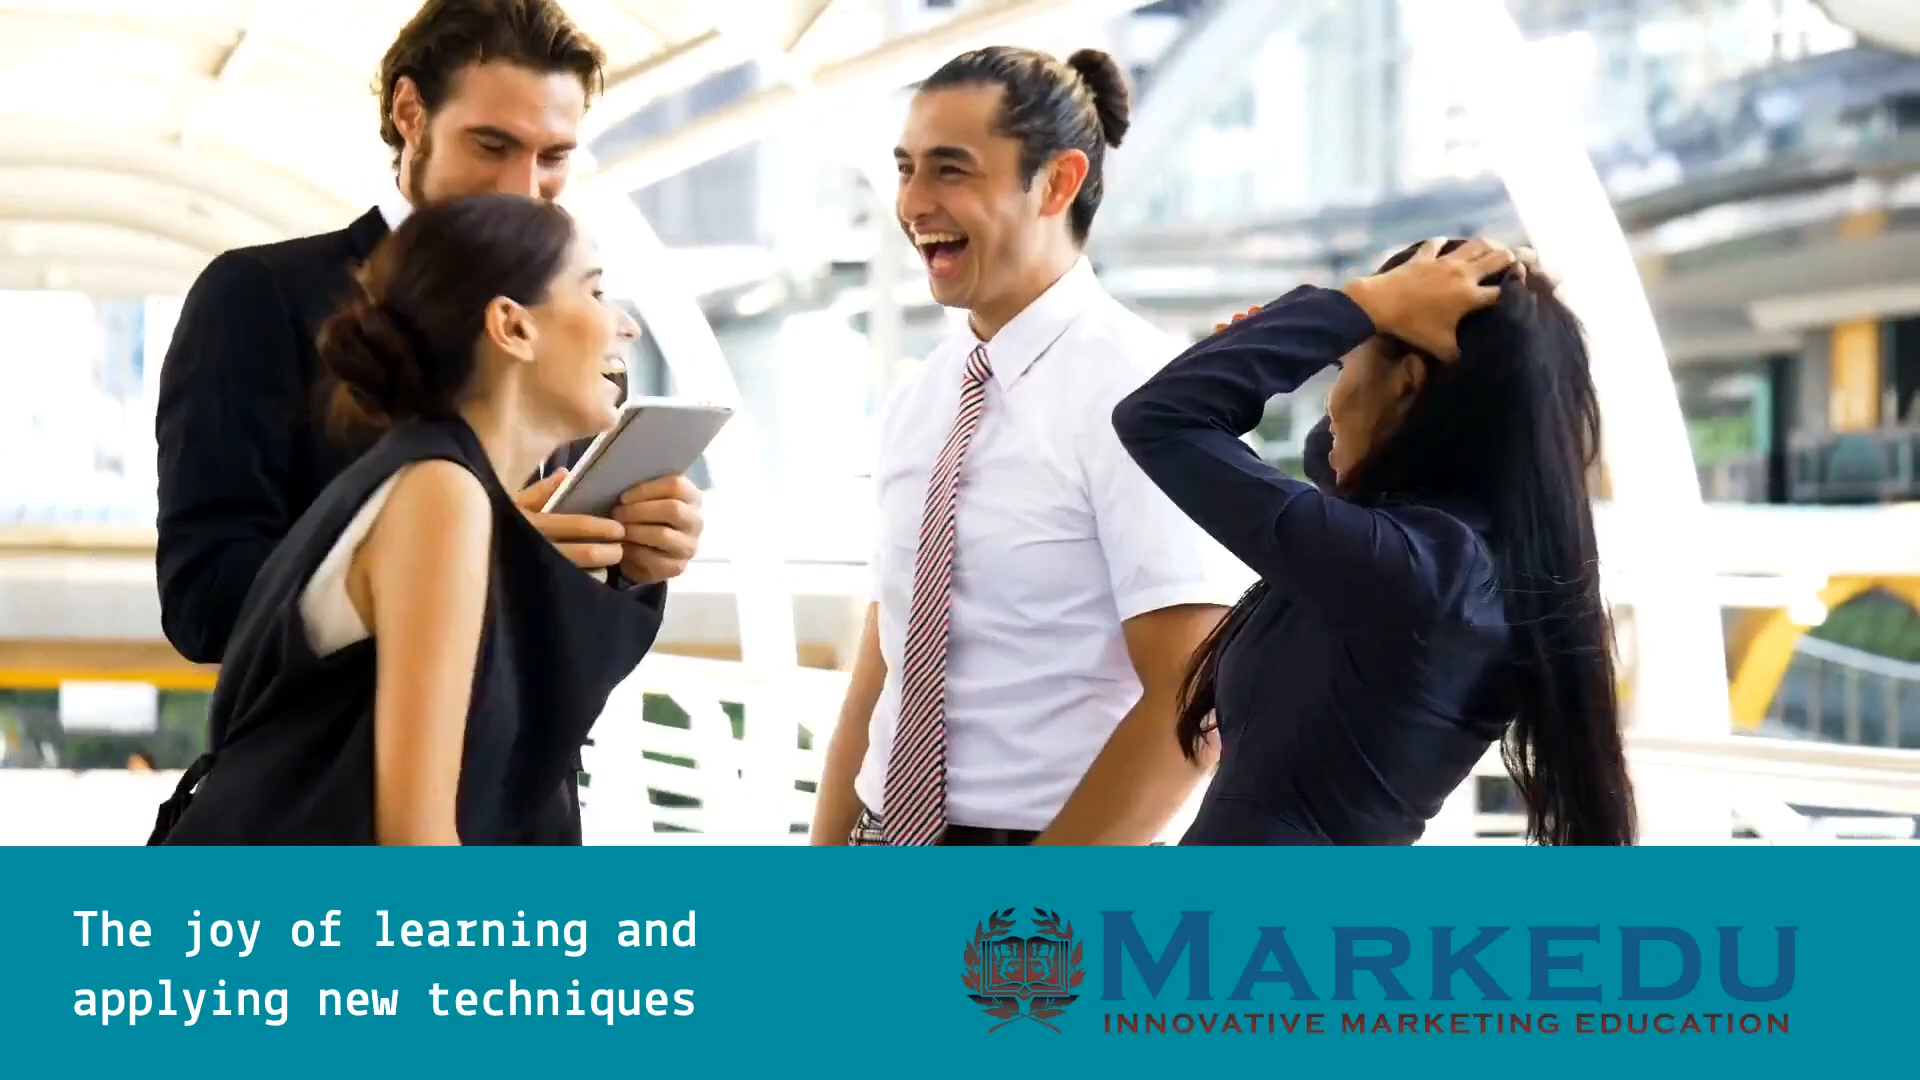 The joy of learning and
applying new techniques
MARKEDU
INNOVATIVE MARKETING EDUCATION